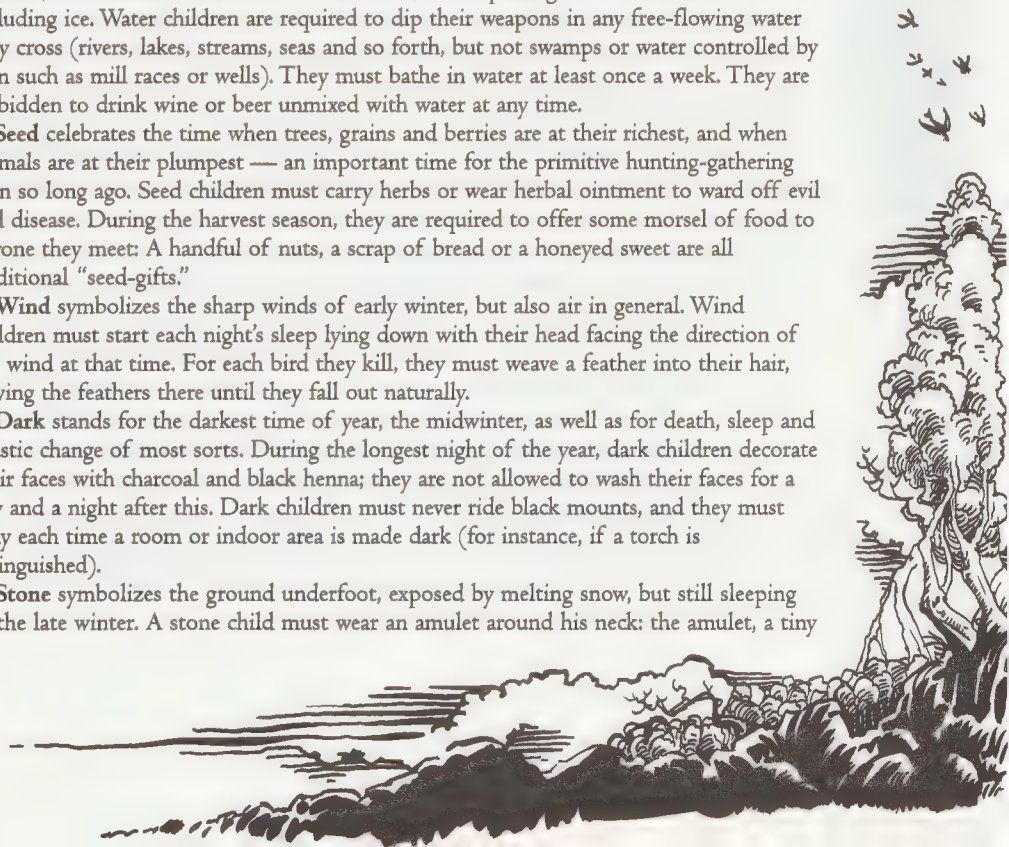 luding ice. Water children are required to dip their weapons in any free-flowing water
y cross (rivers, lakes, streams, seas and so forth, but not swamps or water controlled by
n such as mill races or wells). They must bathe in water at least once a week. They are
bidden to drink wine or beer unmixed with water at any time.
Seed celebrates the time when trees, grains and berries are at their richest, and when
mals are at their plumpest — an important time for the primitive hunting-gathering
n so long ago. Seed children must carry herbs or wear herbal ointment to ward off evil
l disease. During the harvest season, they are required to offer some morsel of food to
one they meet: A handful of nuts, a scrap of bread or a honeyed sweet are all
ditional "seed-gifts."
Wind symbolizes the sharp winds of early winter, but also air in general. Wind
ldren must start each night's sleep lying down with their head facing the direction of
wind at that time. For each bird they kill, they must weave a feather into their hair,
ying the feathers there until they fall out naturally.
Dark stands for the darkest time of year, the midwinter, as well as for death, sleep and
stic change of most sorts. During the longest night of the year, dark children decorate
ir faces with charcoal and black henna; they are not allowed to wash their faces for a
y and a night after this. Dark children must never ride black mounts, and they must
y each time a room or indoor area is made dark (for instance, if a torch is
inguished).
Stone symbolizes the ground underfoot, exposed by melting snow, but still sleeping
the late winter. A stone child must wear an amulet around his neck: the amulet, a tiny